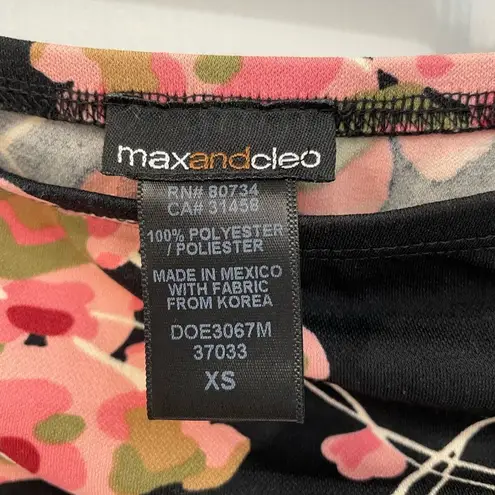 maxandcleo
RN# 80734
CA# 31458
100% POLYESTER
/ POLIESTER
MADE IN MEXICO
WITH FABRIC
FROM KOREA
DOE3067M
37033
XS